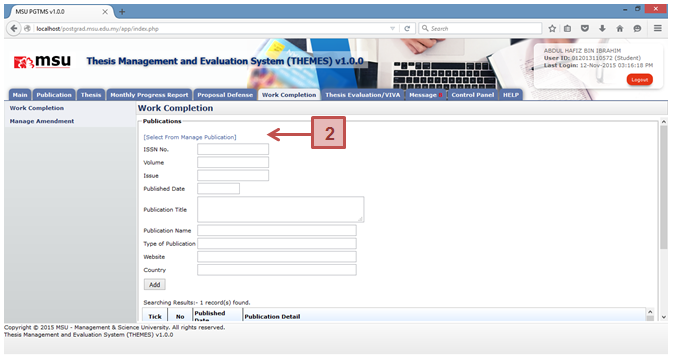 MSU PGTMS v1.0.0
localhost/postgrad.msu.edu.my/app/index.php
Search
msu
Thesis Management and Evaluation System (THEMES) v1.0.0
ABDUL HAFIZ BIN IBRAHIM
User ID: 012013110572 (Student)
Last Login: 12-Nov-2015 03:16:18 PM
Logout
Main Publication Thesis Monthly Progress Report Proposal Defense Work Completion Thesis Evaluation/VIVA Message Control Panel HELP
Work Completion
Manage Amendment
Work Completion
Publications
[Select From Manage Publication]
2
ISSN No.
Volume
Issue
Published Date
Publication Title
Publication Name
Type of Publication
Website
Country
Add
Searching Results:- 1 record(s) found.
Tick No Published Date Publication Detail
Copyright © 2015 MSU - Management & Science University. All rights reserved.
Thesis Management and Evaluation System (THEMES) v1.0.0